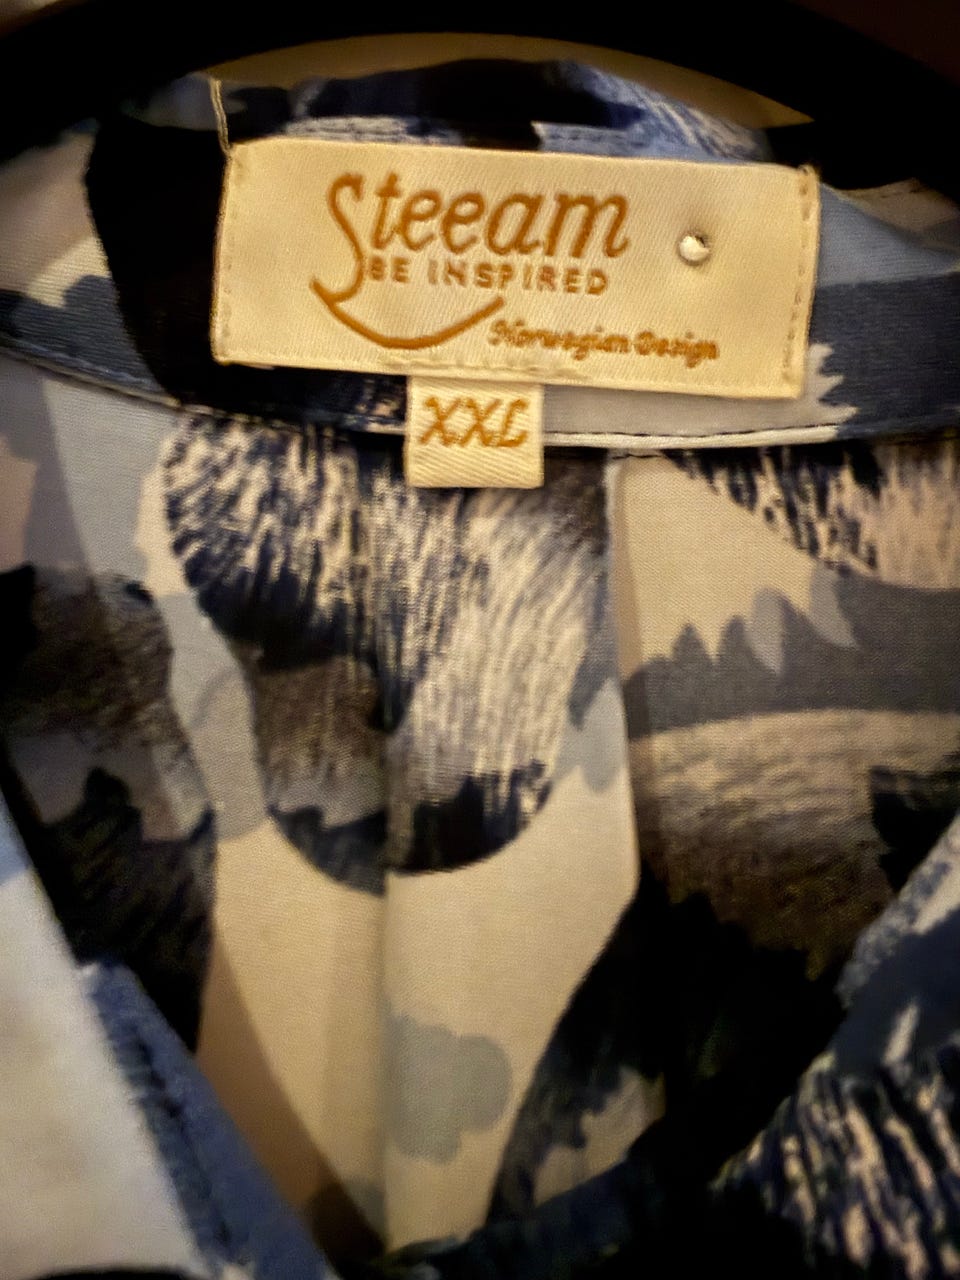 Steeam
BE INSPIRED
Norwegian Design
XXL